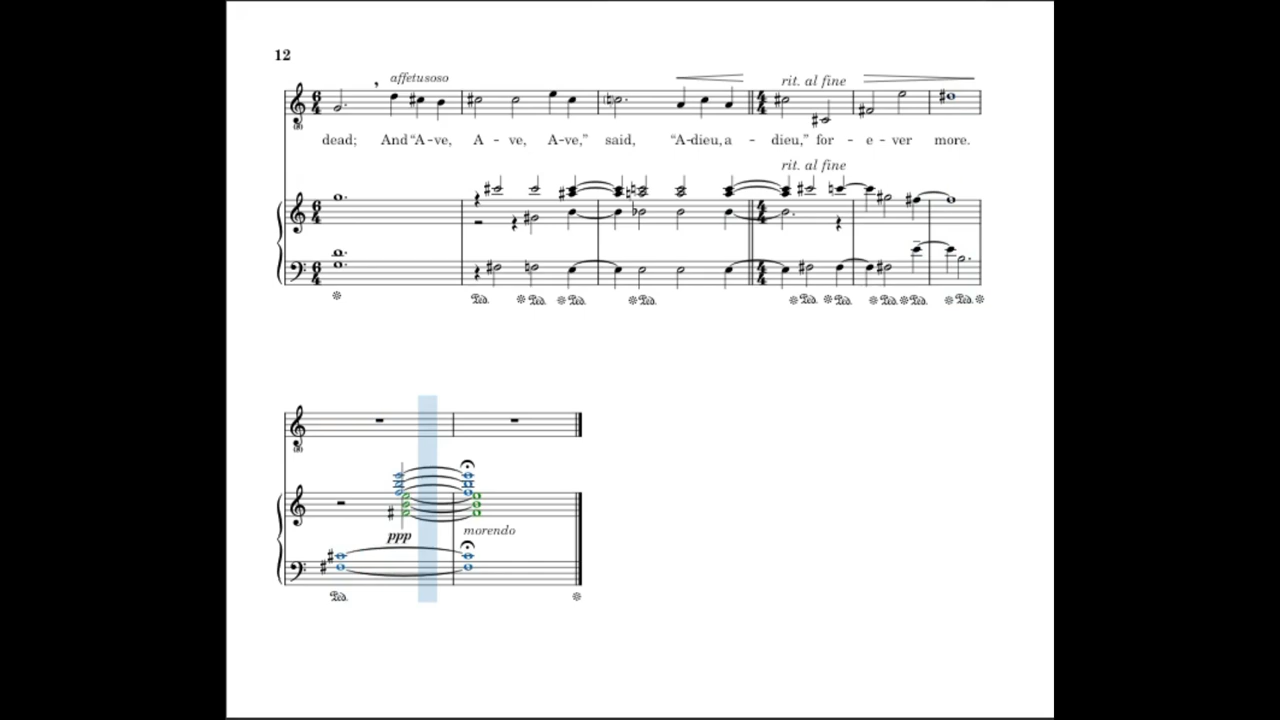 12
affetusoso
dead; And “A - ve, A - ve, A - ve,” said, “A - dieu, a - dieu,” for - e - ver more.
rit. al fine
rit. al fine
ppp
morendo